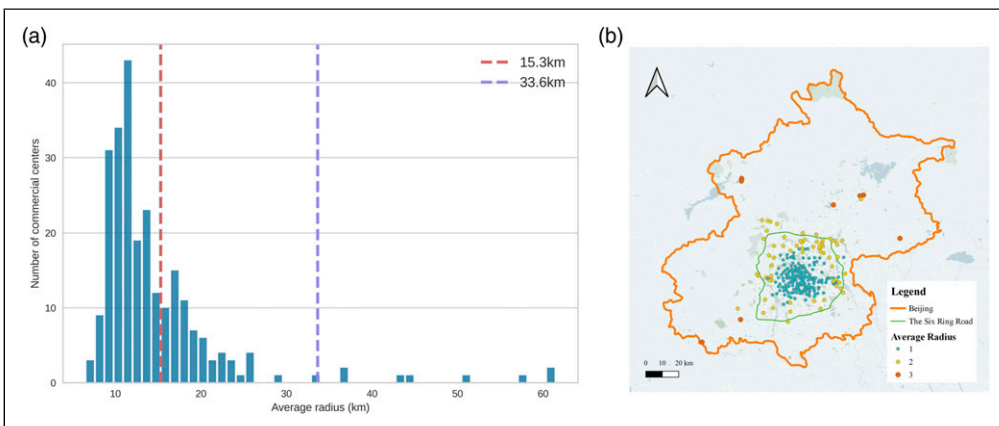 (a)
15.3km
33.6km
Number of commercial centers
40
30
20
10
0
10
20
30
40
50
60
Average radius (km)
(b)
Legend
Beijing
The Six Ring Road
Average Radius
1
2
3
0 10 20 km